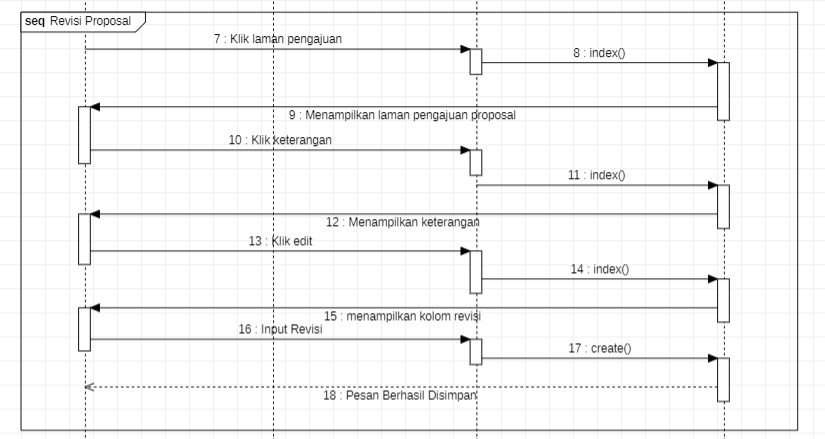 seq Revisi Proposal
7 : Klik laman pengajuan
8 : index()
9 : Menampilkan laman pengajuan proposal
10 : Klik keterangan
11 : index()
12 : Menampilkan keterangan
13 : Klik edit
14 : index()
15 : menampilkan kolom revisi
16 : Input Revisi
17 : create()
18 : Pesan Berhasil Disimpan